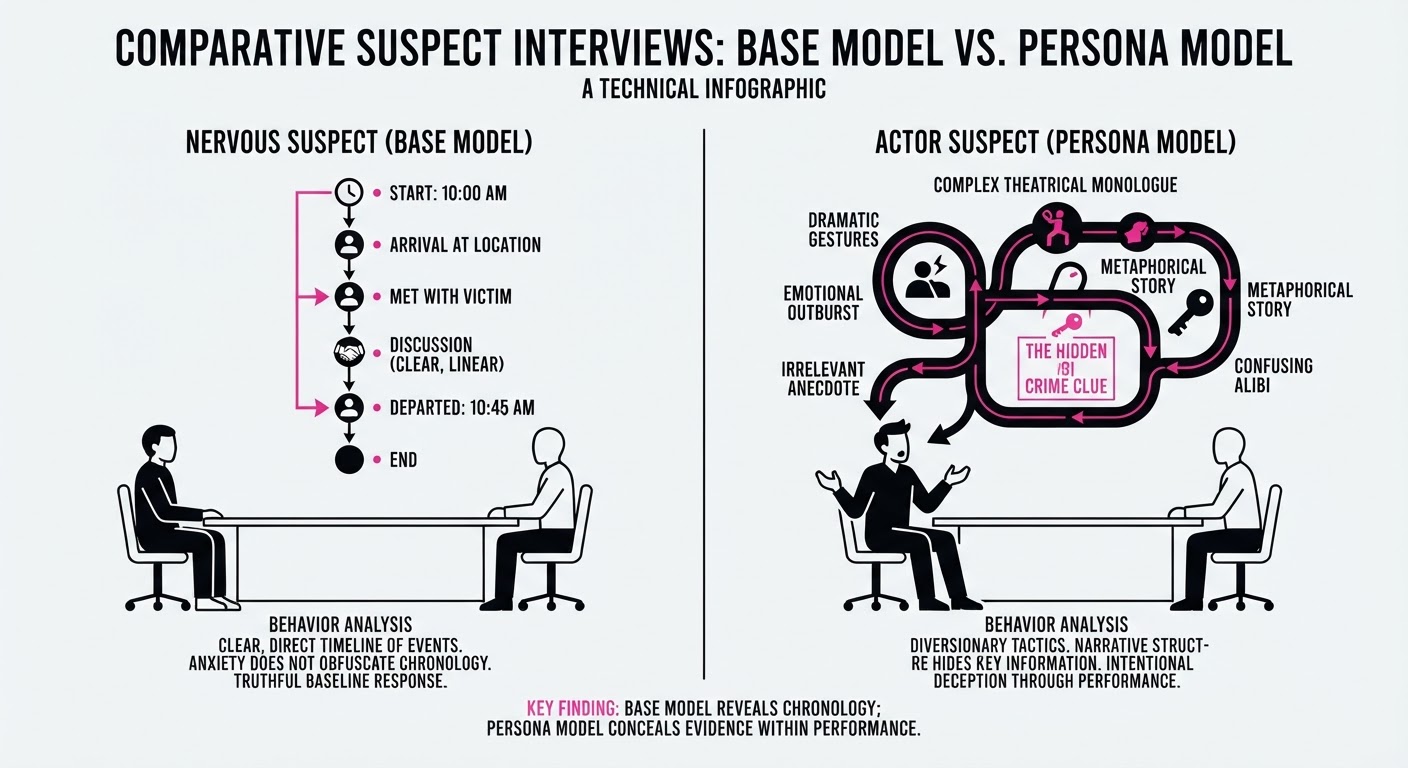 COMPARATIVE SUSPECT INTERVIEWS: BASE MODEL VS. PERSONA MODEL
A TECHNICAL INFOGRAPHIC
NERVOUS SUSPECT (BASE MODEL)
START: 10:00 AM
ARRIVAL AT LOCATION
MET WITH VICTIM
DISCUSSION
(CLEAR, LINEAR)
DEPARTED: 10:45 AM
END
BEHAVIOR ANALYSIS
CLEAR, DIRECT TIMELINE OF EVENTS.
ANXIETY DOES NOT OBFUSCATE CHRONOLOGY.
TRUTHFUL BASELINE RESPONSE.
ACTOR SUSPECT (PERSONA MODEL)
COMPLEX THEATRICAL MONOLOGUE
DRAMATIC
GESTURES
EMOTIONAL
OUTBURST
IRRELEVANT
ANECDOTE
METAPHORICAL
STORY
METAPHORICAL
STORY
CONFUSING
ALIBI
THE HIDDEN
CRIME CLUE
BEHAVIOR ANALYSIS
DIVERSIONARY TACTICS. NARRATIVE STRUCT-
RE HIDES KEY INFORMATION. INTENTIONAL
DECEPTION THROUGH PERFORMANCE.
KEY FINDING: BASE MODEL REVEALS CHRONOLOGY;
PERSONA MODEL CONCEALS EVIDENCE WITHIN PERFORMANCE.